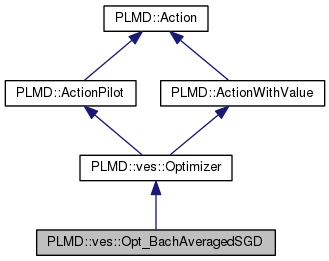 PLMD::Action
PLMD::ActionPilot
PLMD::ActionWithValue
PLMD::ves::Optimizer
PLMD::ves::Opt_BachAveragedSGD